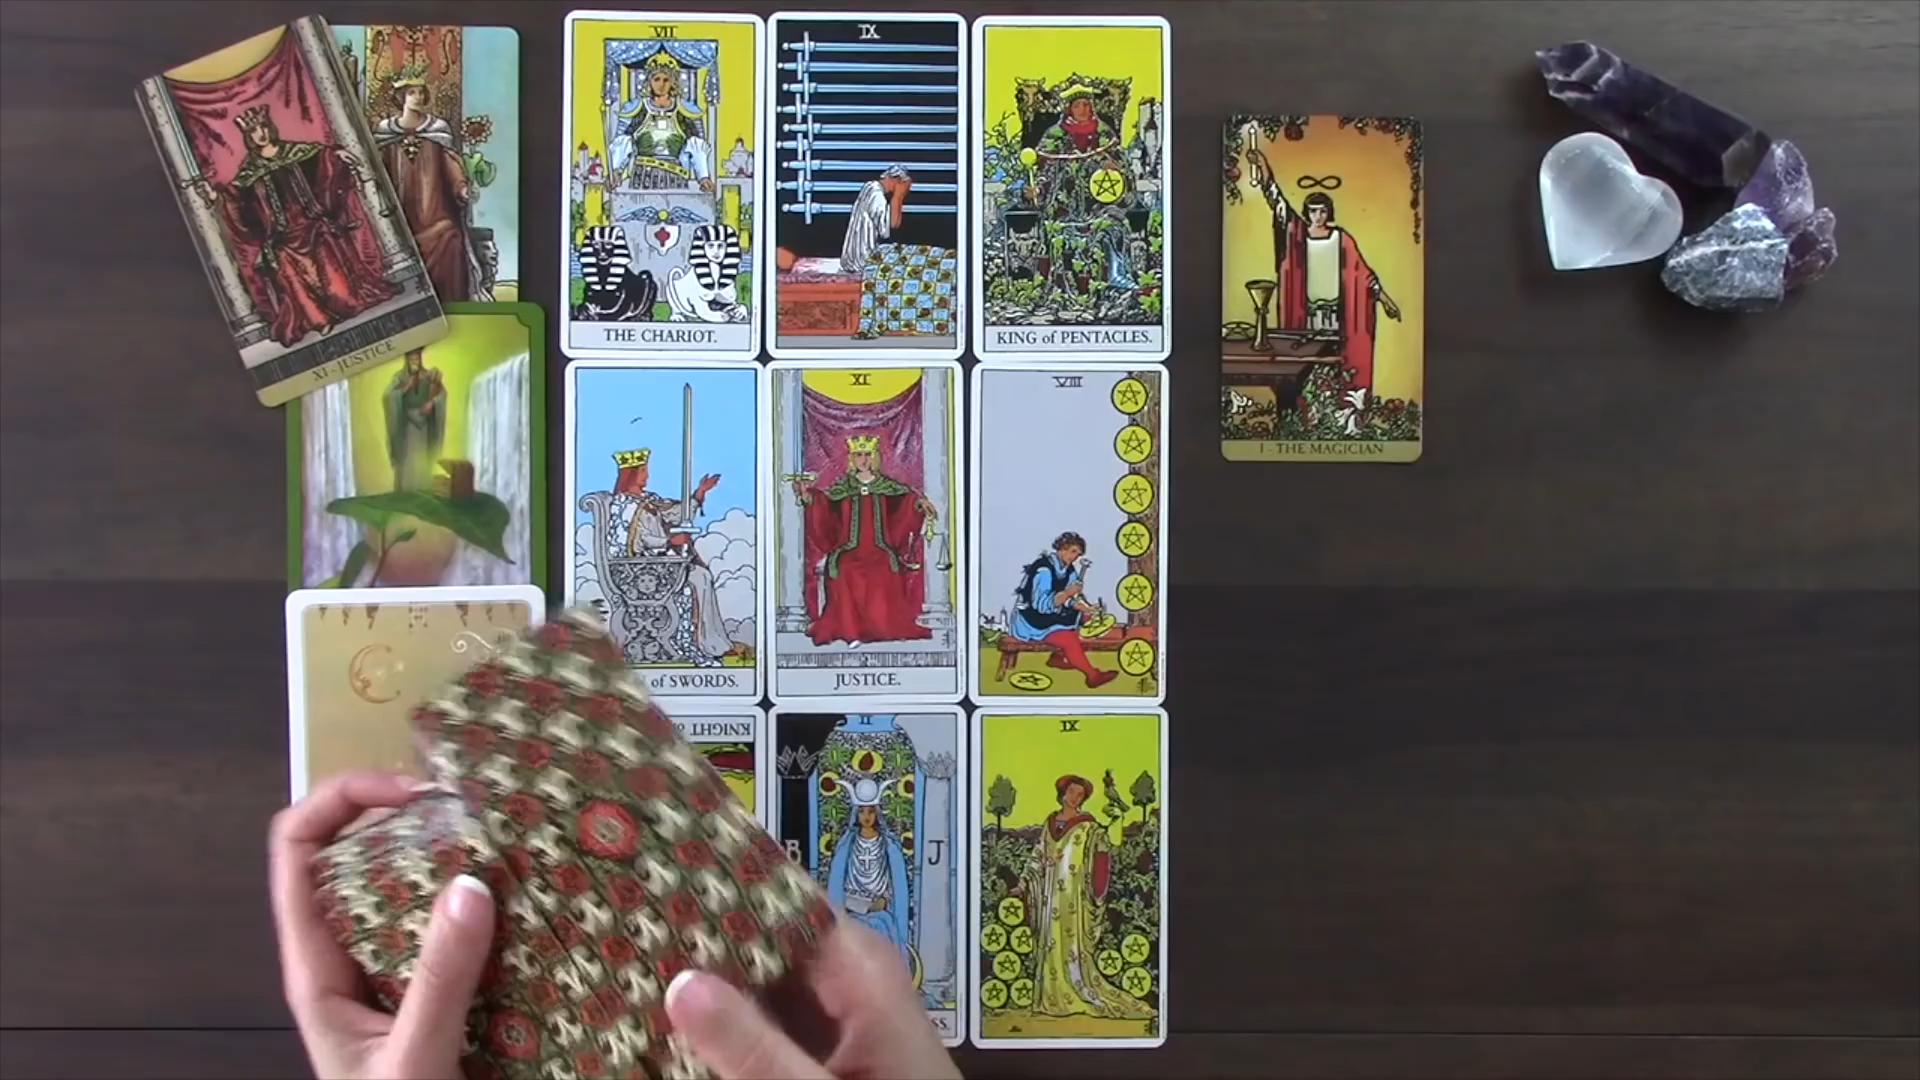 VII
THE CHARIOT.
IX
KING of PENTACLES.
XI-JUSTICE
I-THE MAGICIAN
of SWORDS.
XI
JUSTICE.
VIII
KNIGHT
II
B
J
SS.
IX